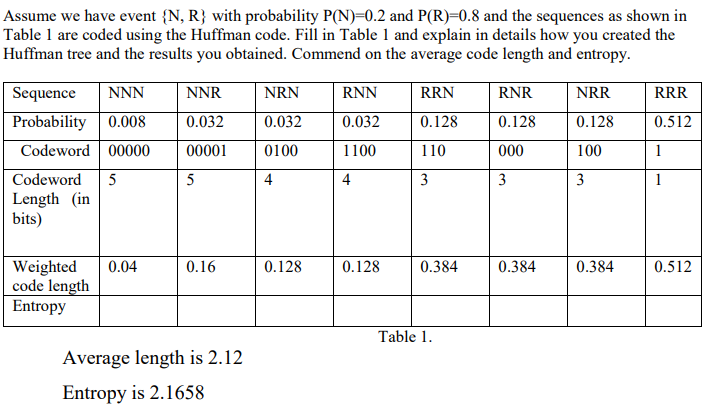 Assume we have event {N, R} with probability P(N)=0.2 and P(R)=0.8 and the sequences as shown in
Table 1 are coded using the Huffman code. Fill in Table 1 and explain in details how you created the
Huffman tree and the results you obtained. Commend on the average code length and entropy.
Sequence NNN NNR NRN RNN RRN RNR NRR RRR
Probability 0.008 0.032 0.032 0.032 0.128 0.128 0.128 0.512
Codeword 00000 00001 0100 1100 110 000 100 1
Codeword 5 5 4 4 3 3 3 1
Length (in
bits)
Weighted 0.04 0.16 0.128 0.128 0.384 0.384 0.384 0.512
code length
Entropy
Table 1.
Average length is 2.12
Entropy is 2.1658